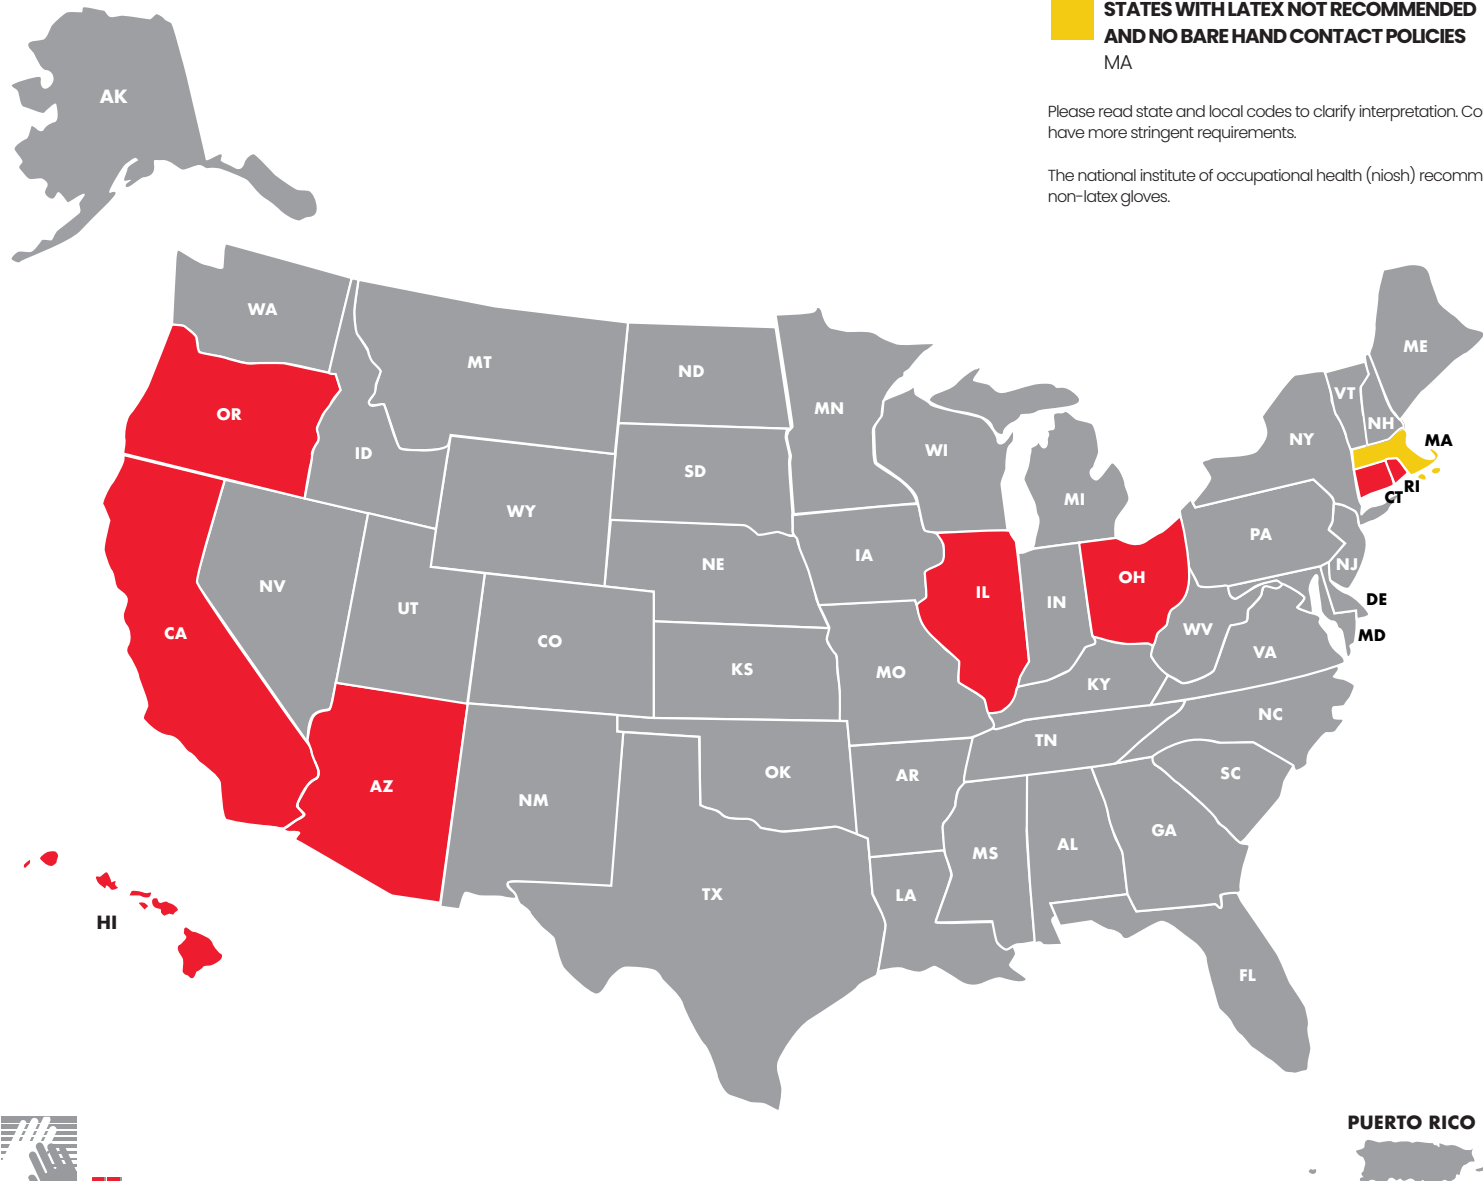 STATES WITH LATEX NOT RECOMMENDED
AND NO BARE HAND CONTACT POLICIES
MA
Please read state and local codes to clarify interpretation. Co
have more stringent requirements.
The national institute of occupational health (niosh) recomm
non-latex gloves.
AK
WA
MT
ND
MN
ME
VT
NH
OR
ID
SD
WI
NY
MA
RI
CT
WY
MI
NV
UT
NE
IA
PA
NJ
IL
IN
OH
DE
MD
CA
CO
KS
MO
WV
VA
KY
NC
TN
AZ
NM
OK
AR
SC
GA
MS
AL
TX
LA
HI
FL
PUERTO RICO